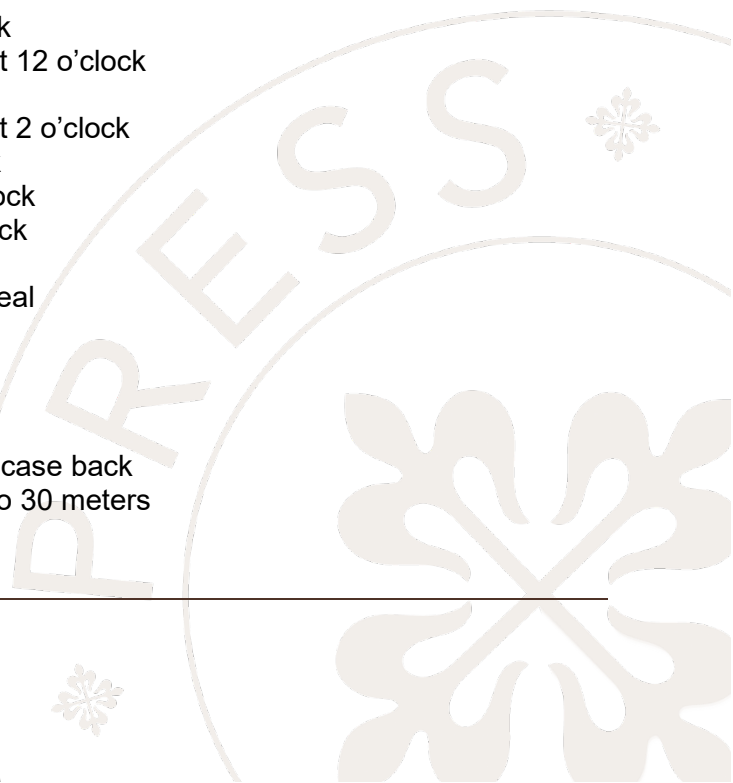 k
t 12 o’clock
t 2 o’clock
ock
ck
eal
case back
o 30 meters
PRESS